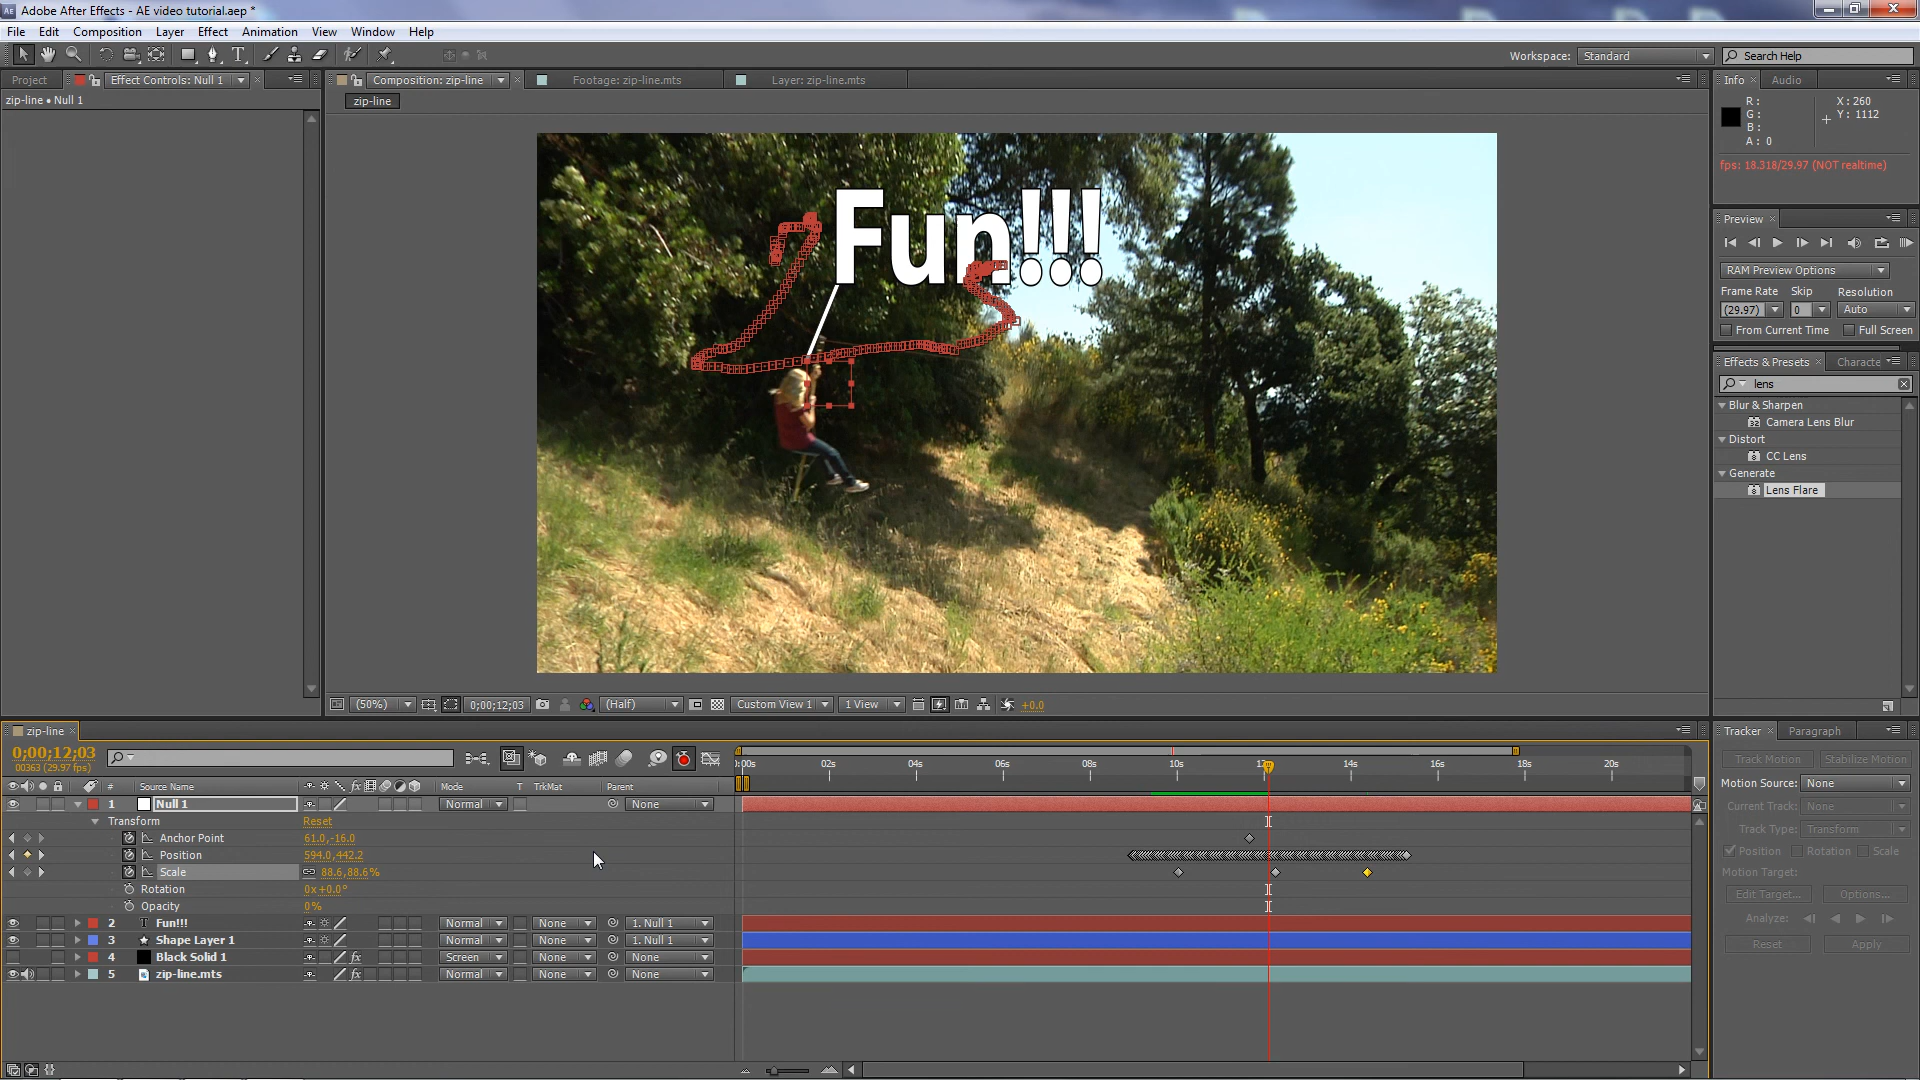 Adobe After Effects - AE video tutorial.aep *
File Edit Composition Layer Effect Animation View Window Help
Workspace: Standard
Search Help
Project
Effect Controls: Null 1
Composition: zip-line
Footage: zip-line.mts
Layer: zip-line.mts
Info
Audio
zip-line • Null 1
zip-line
R :
G :
B :
A : 0
X : 260
Y : 1112
fps: 18.318/29.97 (NOT realtime)
Fun!!!
Preview
RAM Preview Options
Frame Rate Skip Resolution
(29.97) 0 Auto
From Current Time Full Screen
Effects & Presets
Characte
lens
Blur & Sharpen
Camera Lens Blur
Distort
CC Lens
Generate
Lens Flare
(50%)
0;00;12;03
(Half)
Custom View 1
1 View
+0.0
zip-line
Tracker
Paragraph
0;00;12;03
00363 (29.97 fps)
# Source Name
Mode T TrkMat Parent
0:00s 02s 04s 06s 08s 10s 12s 14s 16s 18s 20s
1 Null 1 Normal None
Transform Reset
Anchor Point 61.0,-16.0
Position 594.0,442.2
Scale 88.6,88.6%
Rotation 0x+0.0°
Opacity 0%
2 T Fun!!! Normal None 1. Null 1
3 Shape Layer 1 Normal None 1. Null 1
4 Black Solid 1 Screen None None
5 zip-line.mts Normal None None
Track Motion Stabilize Motion
Motion Source: None
Current Track: None
Track Type: Transform
Position Rotation Scale
Motion Target:
Edit Target... Options...
Analyze:
Reset Apply